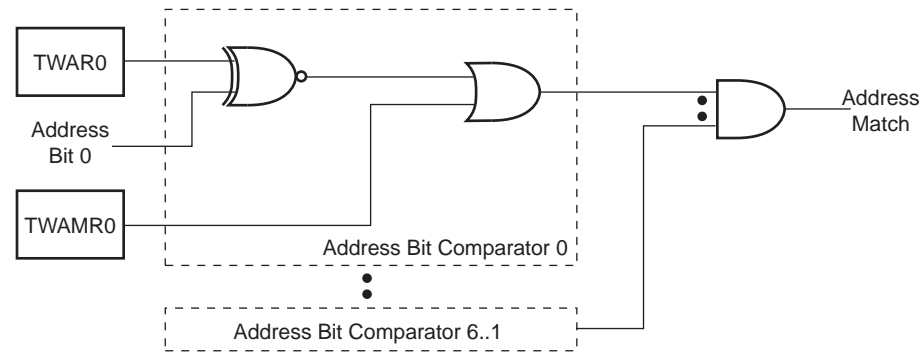 TWAR0
Address
Bit 0
TWAMR0
Address Bit Comparator 0
Address Bit Comparator 6..1
Address
Match